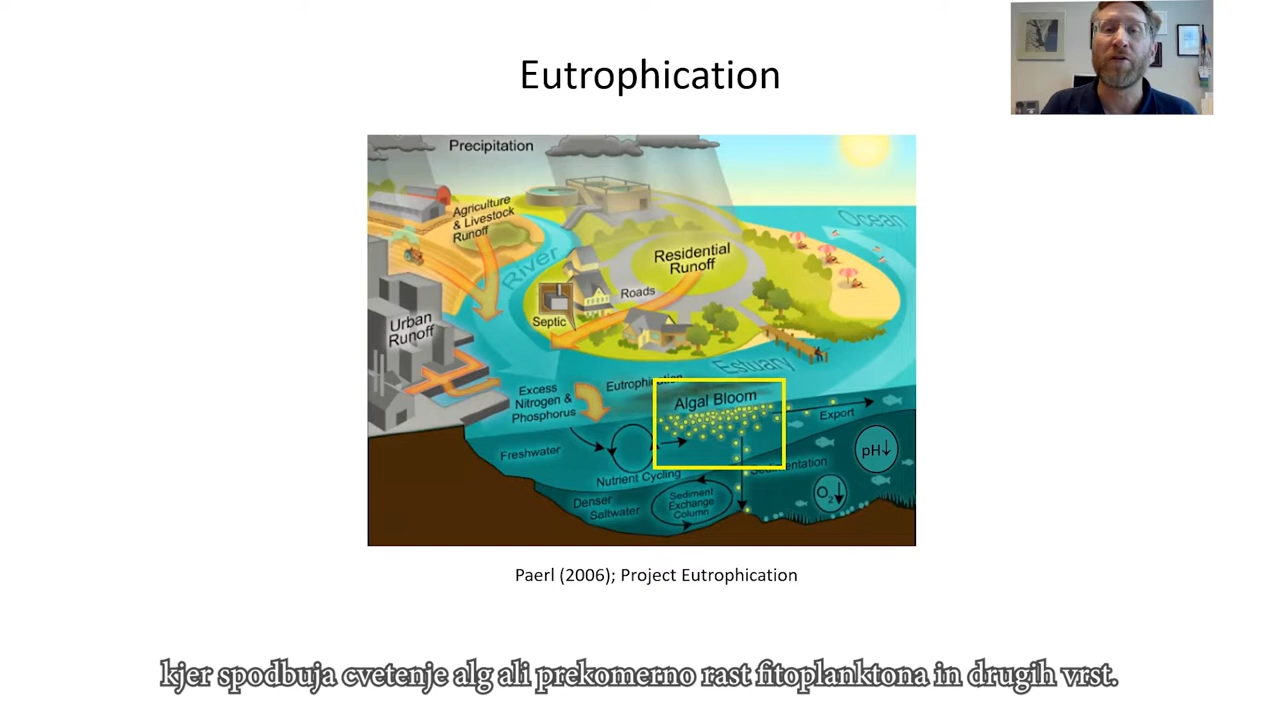 Eutrophication
Precipitation
Agriculture
& Livestock
Runoff
Ocean
River
Residential
Runoff
Roads
Septic
Urban
Runoff
Estuary
Excess
Nitrogen &
Phosphorus
Eutrophication
Algal Bloom
Export
Freshwater
pH↓
Sedimentation
Nutrient Cycling
O2↓
Denser
Saltwater
Sediment
Exchange
Column
Paerl (2006); Project Eutrophication
kjer spodbuja cvetenje alg ali prekomerno rast fitoplanktona in drugih vrst.